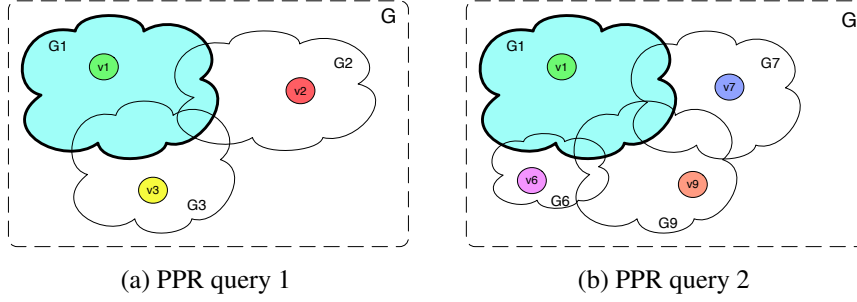 G
G1
v1
G2
v2
v3
G3
(a) PPR query 1
G
G1
v1
G7
v7
v6
G6
v9
G9
(b) PPR query 2